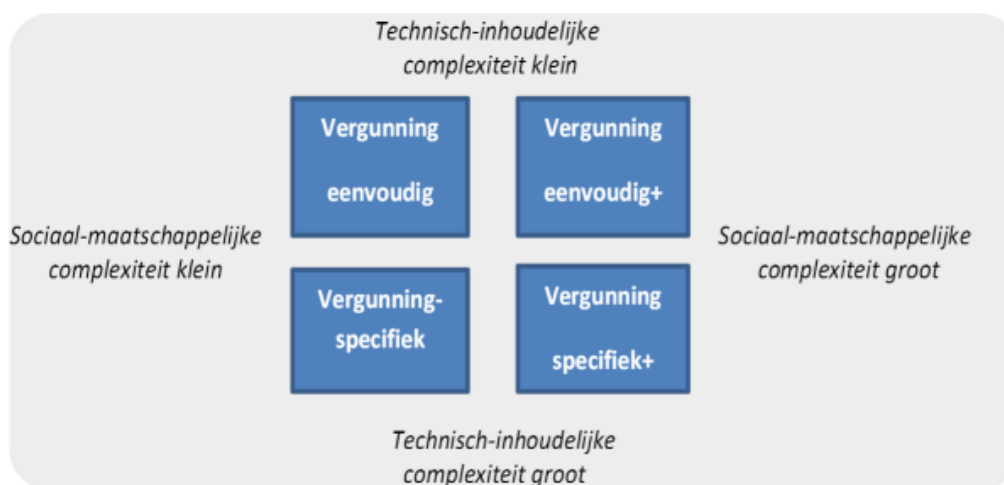 Technisch-inhoudelijke
complexiteit klein
Vergunning
eenvoudig
Vergunning
eenvoudig+
Sociaal-maatschappelijke
complexiteit klein
Sociaal-maatschappelijke
complexiteit groot
Vergunning-
specifiek
Vergunning
specifiek+
Technisch-inhoudelijke
complexiteit groot